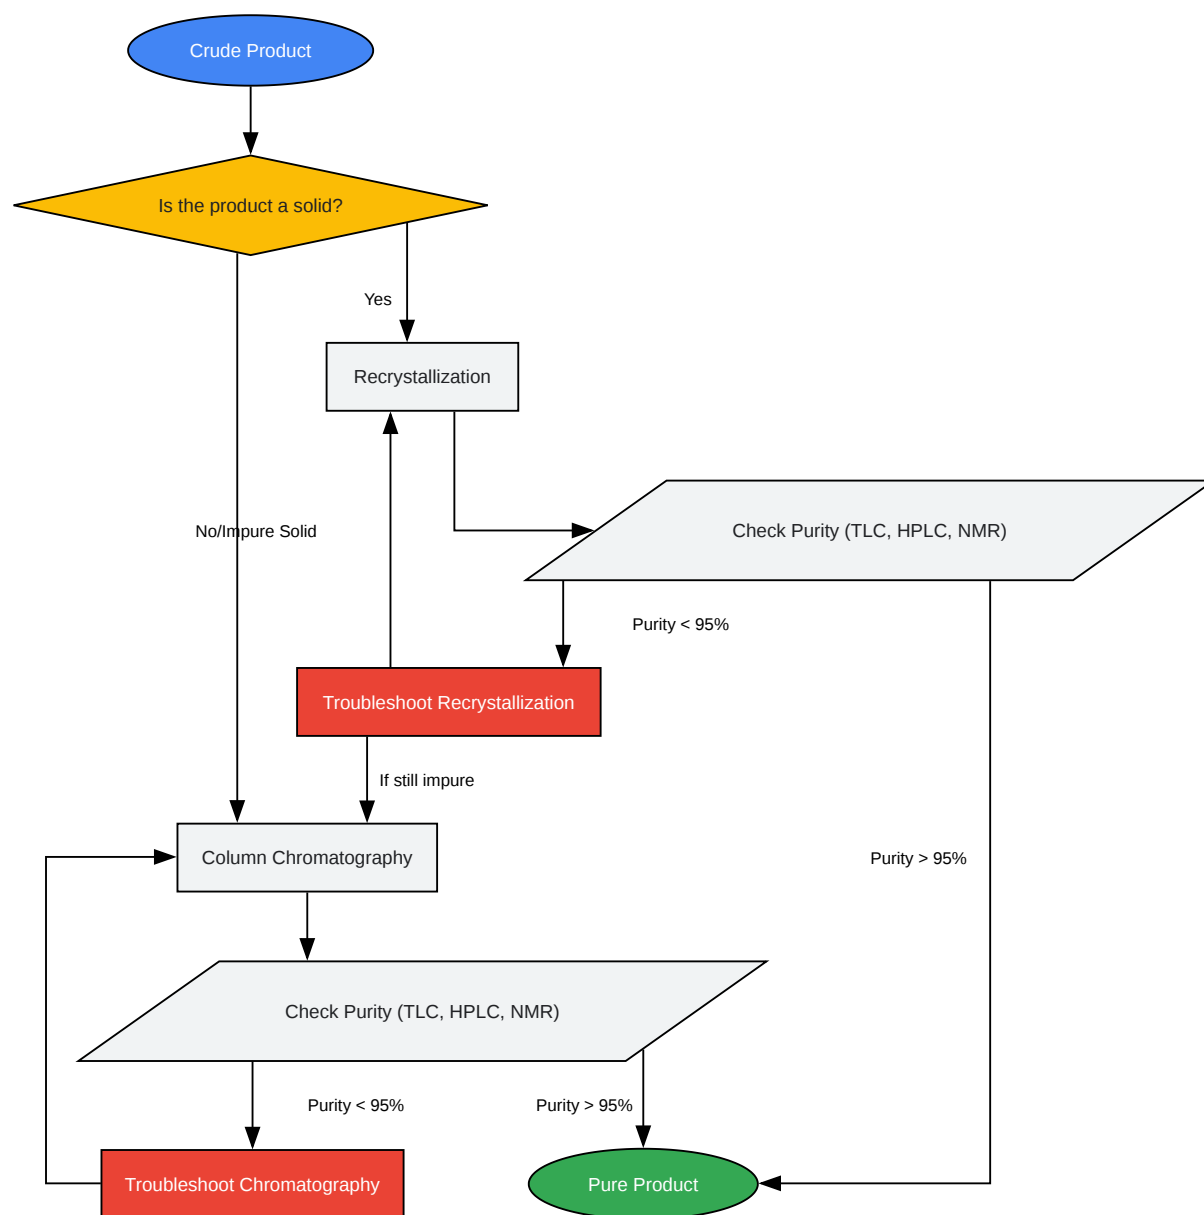 Crude Product
Is the product a solid?
Yes
Recrystallization
No/Impure Solid
Check Purity (TLC, HPLC, NMR)
Purity < 95%
Troubleshoot Recrystallization
If still impure
Column Chromatography
Purity > 95%
Check Purity (TLC, HPLC, NMR)
Purity < 95%
Purity > 95%
Troubleshoot Chromatography
Pure Product